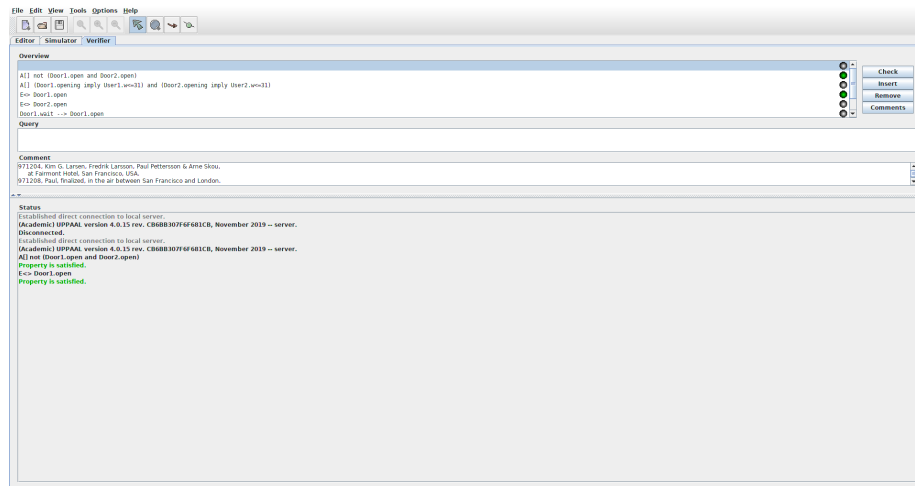 File Edit View Tools Options Help
Editor Simulator Verifier
Overview
A[] not (Door1.open and Door2.open)
A[] (Door1.opening imply User1.w<=31) and (Door2.opening imply User2.w<=31)
E<> Door1.open
E<> Door2.open
Door1.wait --> Door1.open
Check
Insert
Remove
Comments
Query
Comment
971204, Kim G. Larsen, Fredrik Larsson, Paul Pettersson & Arne Skou,
at Fairmont Hotel, San Francisco, USA.
971208, Paul, finalized, in the air between San Francisco and London.
Status
Established direct connection to local server.
(Academic) UPPAAL version 4.0.15 rev. CB6BB307F6F681CB, November 2019 -- server.
Disconnected.
Established direct connection to local server.
(Academic) UPPAAL version 4.0.15 rev. CB6BB307F6F681CB, November 2019 -- server.
A[] not (Door1.open and Door2.open)
Property is satisfied.
E<> Door1.open
Property is satisfied.